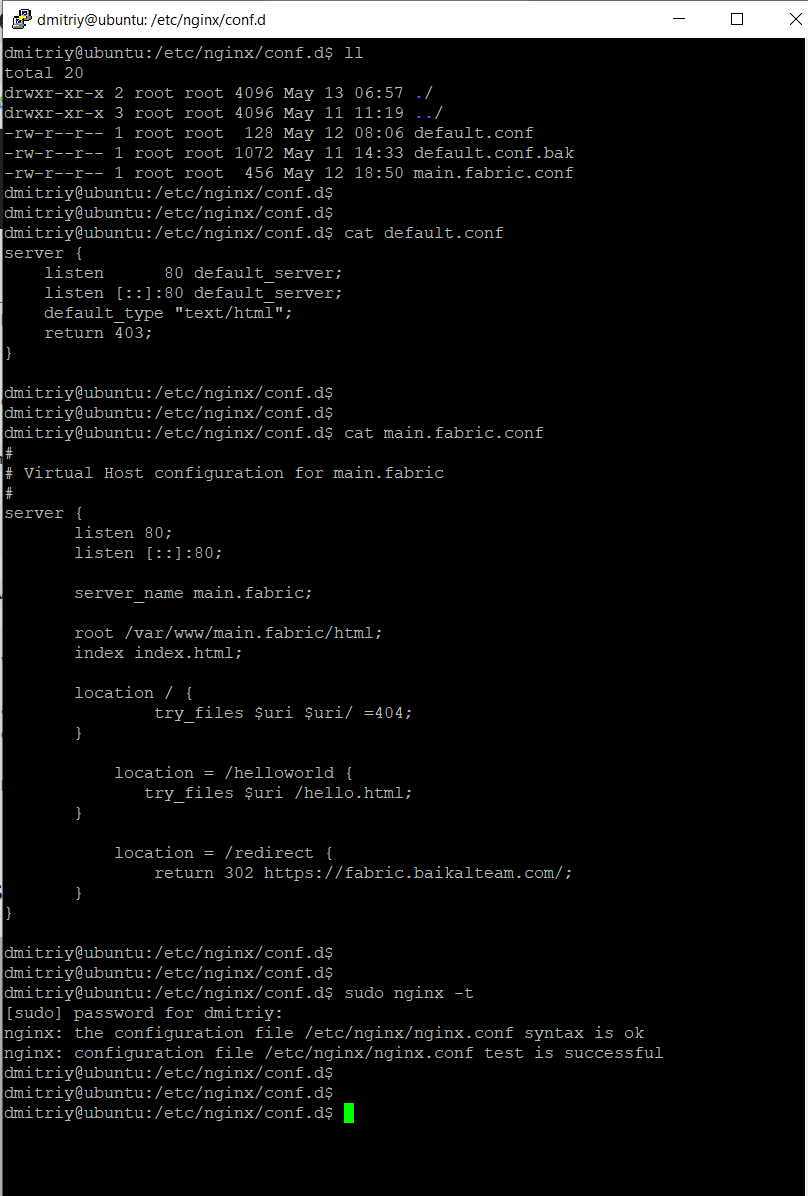 dmitriy@ubuntu: /etc/nginx/conf.d
dmitriy@ubuntu:/etc/nginx/conf.d$ ll
total 20
drwxr-xr-x 2 root root 4096 May 13 06:57 ./
drwxr-xr-x 3 root root 4096 May 11 11:19 ../
-rw-r--r-- 1 root root  128 May 12 08:06 default.conf
-rw-r--r-- 1 root root 1072 May 11 14:33 default.conf.bak
-rw-r--r-- 1 root root  456 May 12 18:50 main.fabric.conf
dmitriy@ubuntu:/etc/nginx/conf.d$
dmitriy@ubuntu:/etc/nginx/conf.d$
dmitriy@ubuntu:/etc/nginx/conf.d$ cat default.conf
server {
    listen      80 default_server;
    listen [::]:80 default_server;
    default_type "text/html";
    return 403;
}
dmitriy@ubuntu:/etc/nginx/conf.d$
dmitriy@ubuntu:/etc/nginx/conf.d$
dmitriy@ubuntu:/etc/nginx/conf.d$ cat main.fabric.conf
#
# Virtual Host configuration for main.fabric
#
server {
       listen 80;
       listen [::]:80;
       server_name main.fabric;
       root /var/www/main.fabric/html;
       index index.html;
       location / {
               try_files $uri $uri/ =404;
       }
           location = /helloworld {
              try_files $uri /hello.html;
       }
           location = /redirect {
               return 302 https://fabric.baikalteam.com/;
       }
}
dmitriy@ubuntu:/etc/nginx/conf.d$
dmitriy@ubuntu:/etc/nginx/conf.d$
dmitriy@ubuntu:/etc/nginx/conf.d$ sudo nginx -t
[sudo] password for dmitriy:
nginx: the configuration file /etc/nginx/nginx.conf syntax is ok
nginx: configuration file /etc/nginx/nginx.conf test is successful
dmitriy@ubuntu:/etc/nginx/conf.d$
dmitriy@ubuntu:/etc/nginx/conf.d$
dmitriy@ubuntu:/etc/nginx/conf.d$